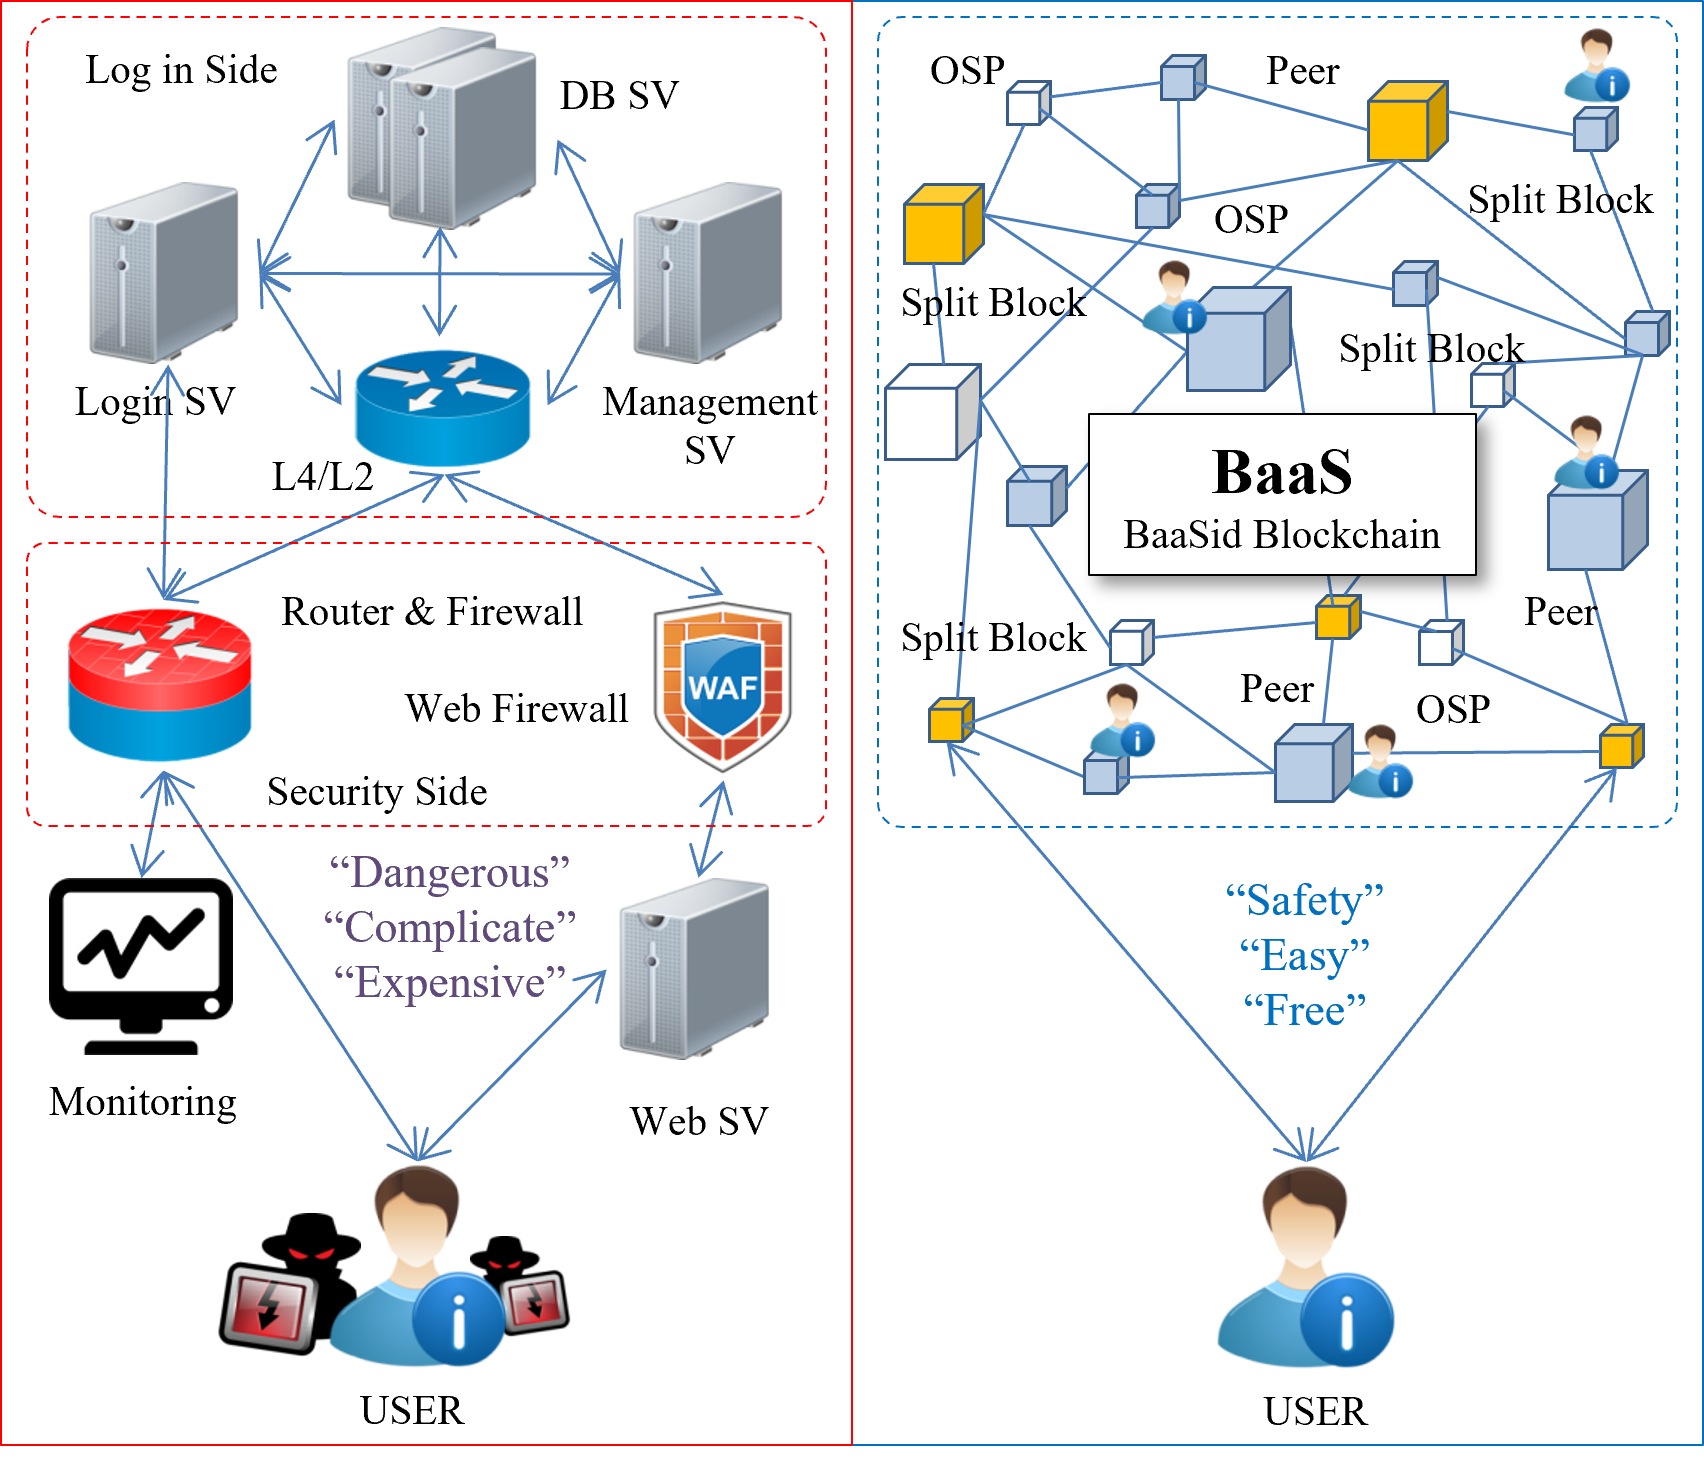 Log in Side
DB SV
Login SV
Management
SV
L4/L2
Router & Firewall
WAF
Web Firewall
Security Side
“Dangerous”
“Complicate”
“Expensive”
Monitoring
Web SV
i
USER
OSP
Peer
i
Split Block
OSP
Split Block
i
Split Block
BaaS
BaaSid Blockchain
i
Peer
Split Block
Peer
OSP
i
i
“Safety”
“Easy”
“Free”
i
USER